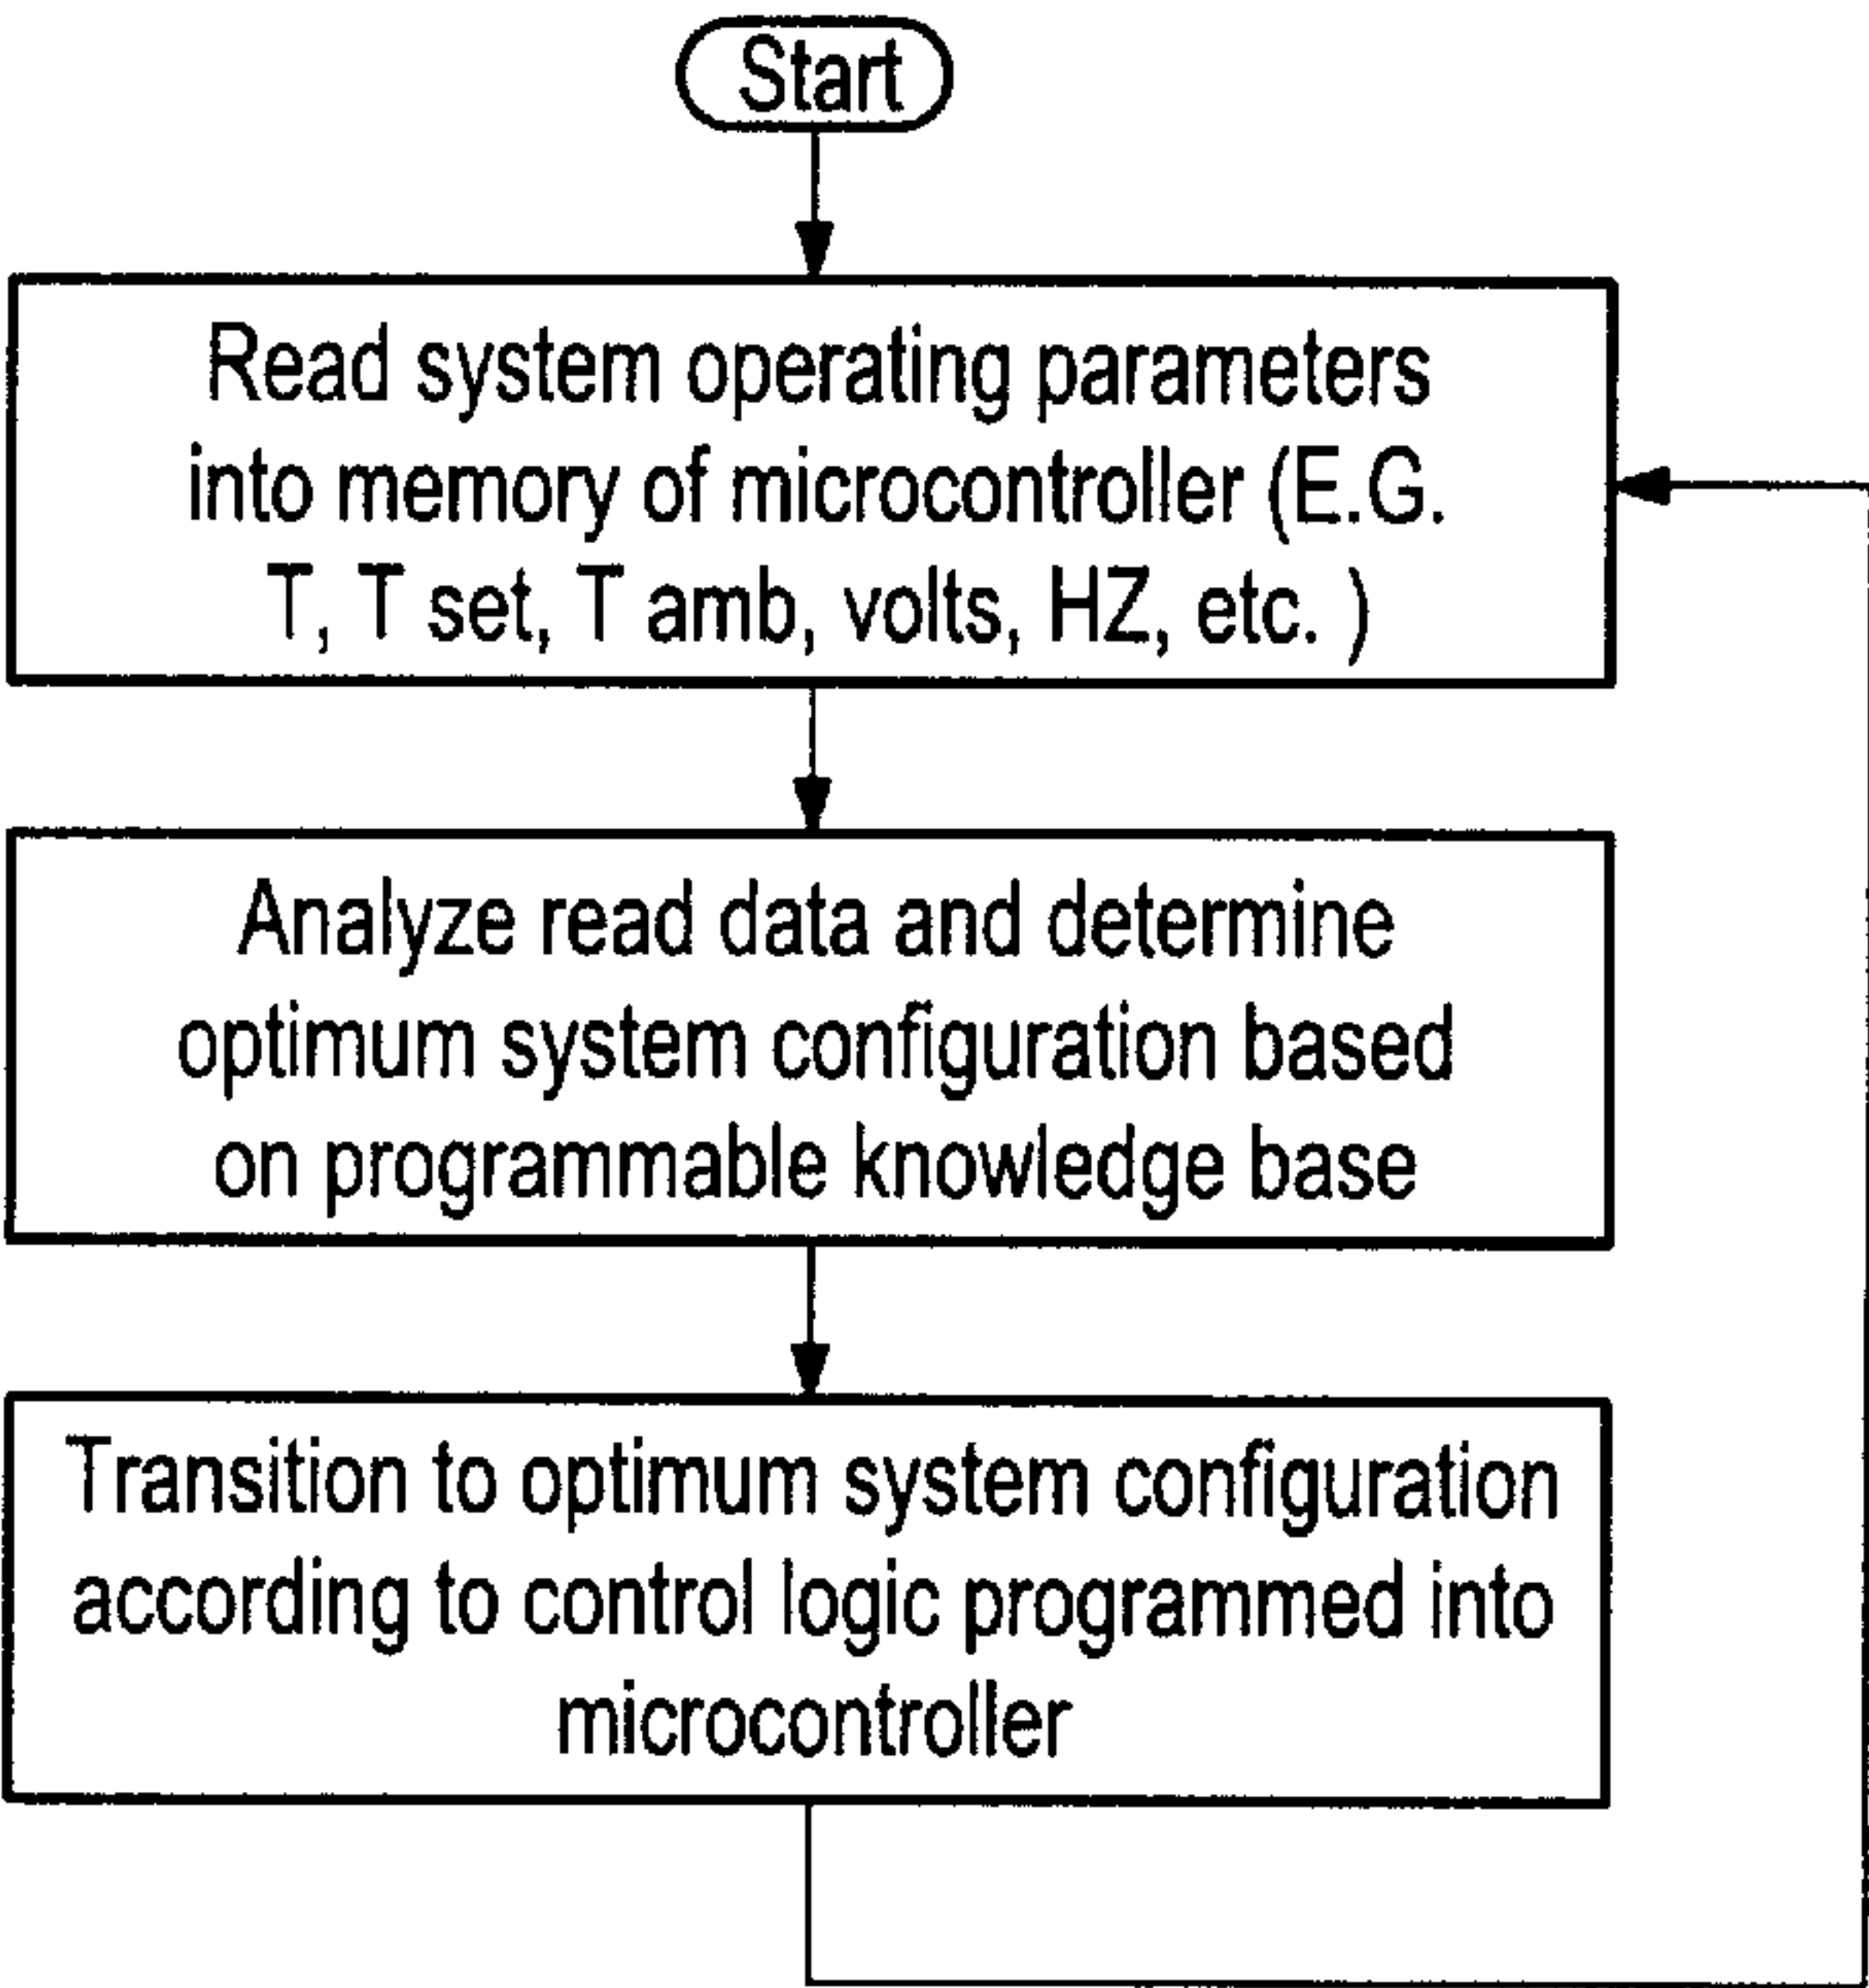 Start
Read system operating parameters
into memory of microcontroller (E.G.
T, T set, T amb, volts, HZ, etc. )
Analyze read data and determine
optimum system configuration based
on programmable knowledge base
Transition to optimum system configuration
according to control logic programmed into
microcontroller